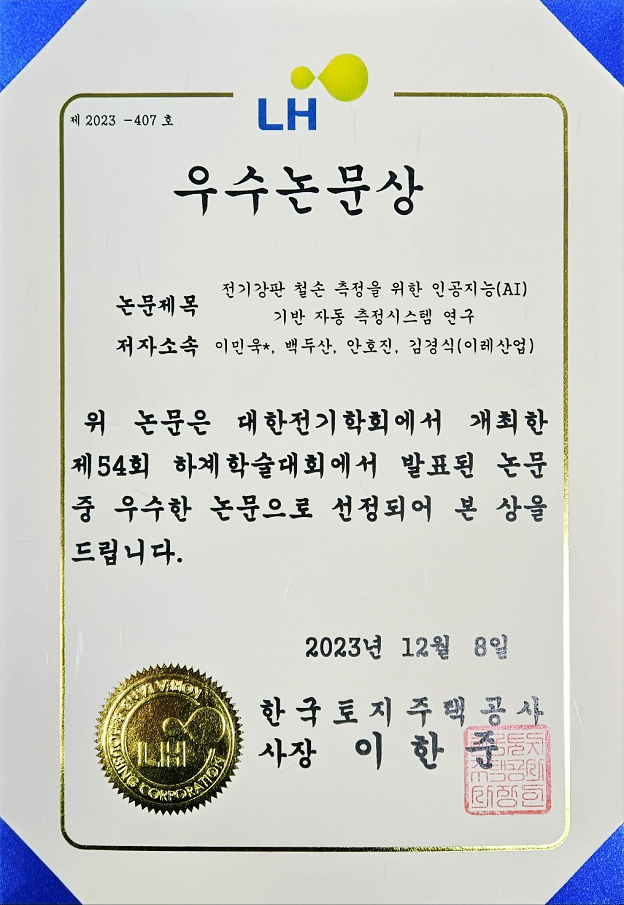 LH
제 2023 -407 호
우수논문상
논문제목 전기강판 철손 측정을 위한 인공지능(AI)
기반 자동 측정시스템 연구
저자소속 이민욱*, 백두산, 안호진, 김경식(이레산업)
위 논문은 대한전기학회에서 개최한
제54회 하계학술대회에서 발표된 논문
중 우수한 논문으로 선정되어 본 상을
드립니다.
2023년 12월 8일
한국토지주택공사
사장 이한준
LH
HOUSING CORPORATION